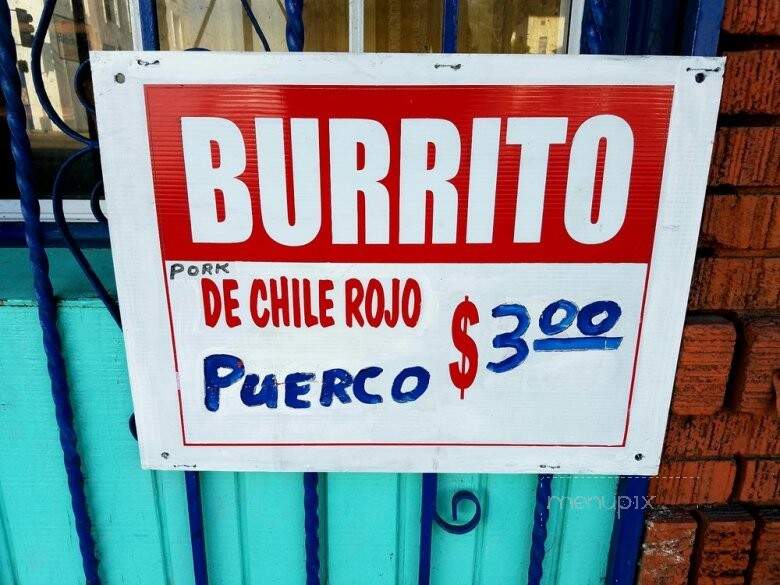 BURRITO
PORK
DE CHILE ROJO
PUERCO $3.00
menupix